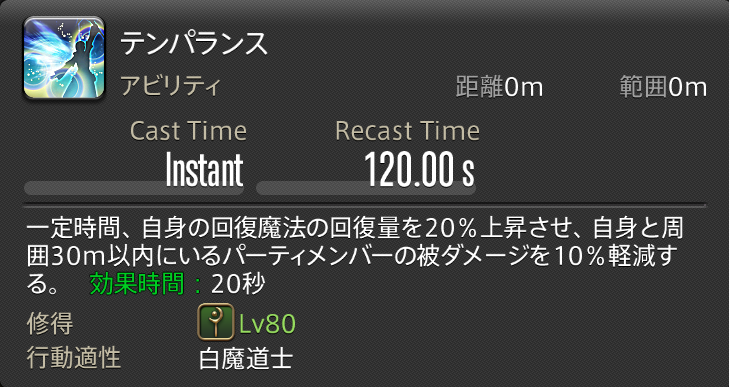 テンパランス
アビリティ 距離0m 範囲0m
Cast Time Recast Time
Instant 120.00 s
一定時間、自身の回復魔法の回復量を20％上昇させ、自身と周
囲30m以内にいるパーティメンバーの被ダメージを10％軽減す
る。 効果時間：20秒
修得 Lv80
行動適性 白魔道士